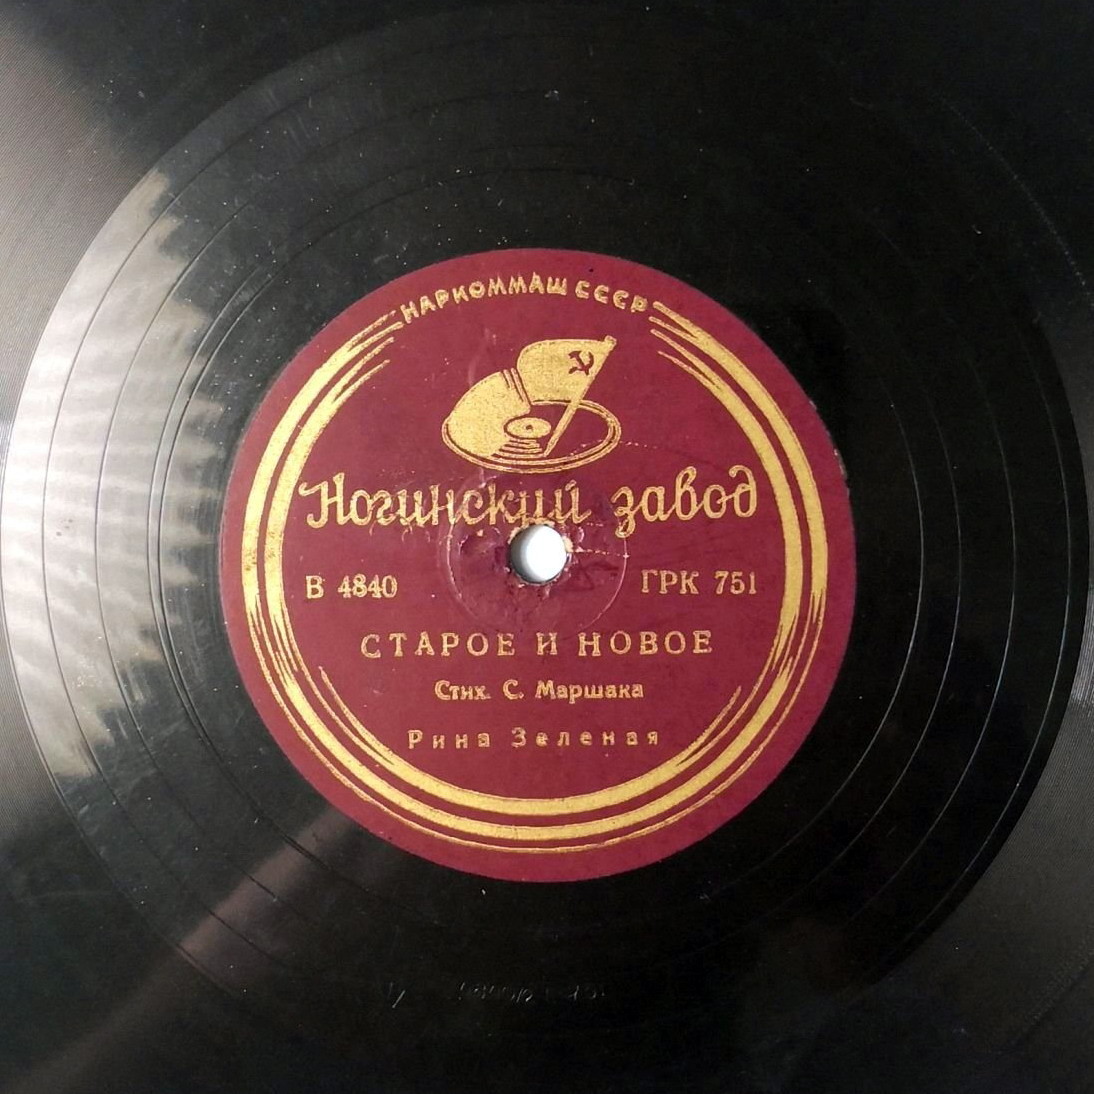 НАРКОММАШ СССР
Ногинский завод
В 4840 ГРК 751
СТАРОЕ И НОВОЕ
Стих. С. Маршака
Рина Зеленая